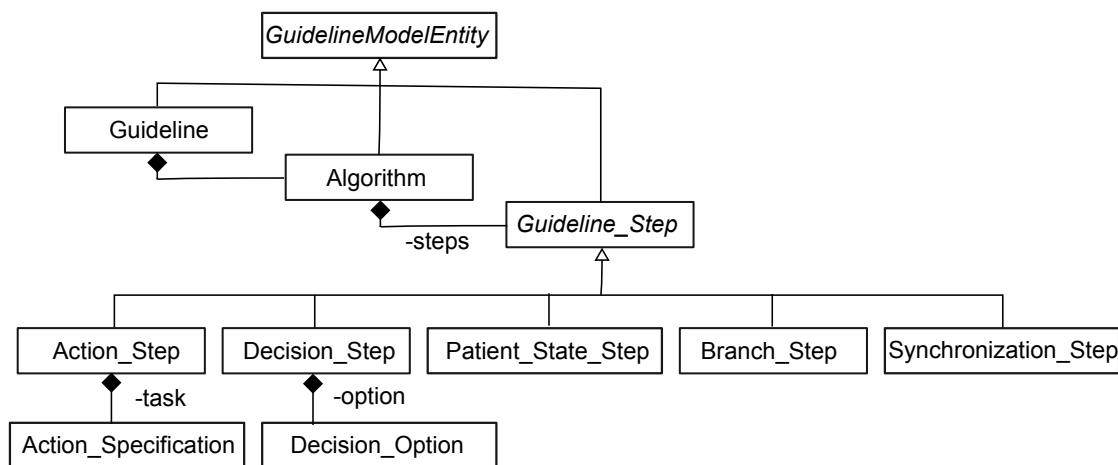 GuidelineModelEntity
Guideline
Algorithm
-steps
Guideline_Step
Action_Step
Decision_Step
Patient_State_Step
Branch_Step
Synchronization_Step
-task
-option
Action_Specification
Decision_Option